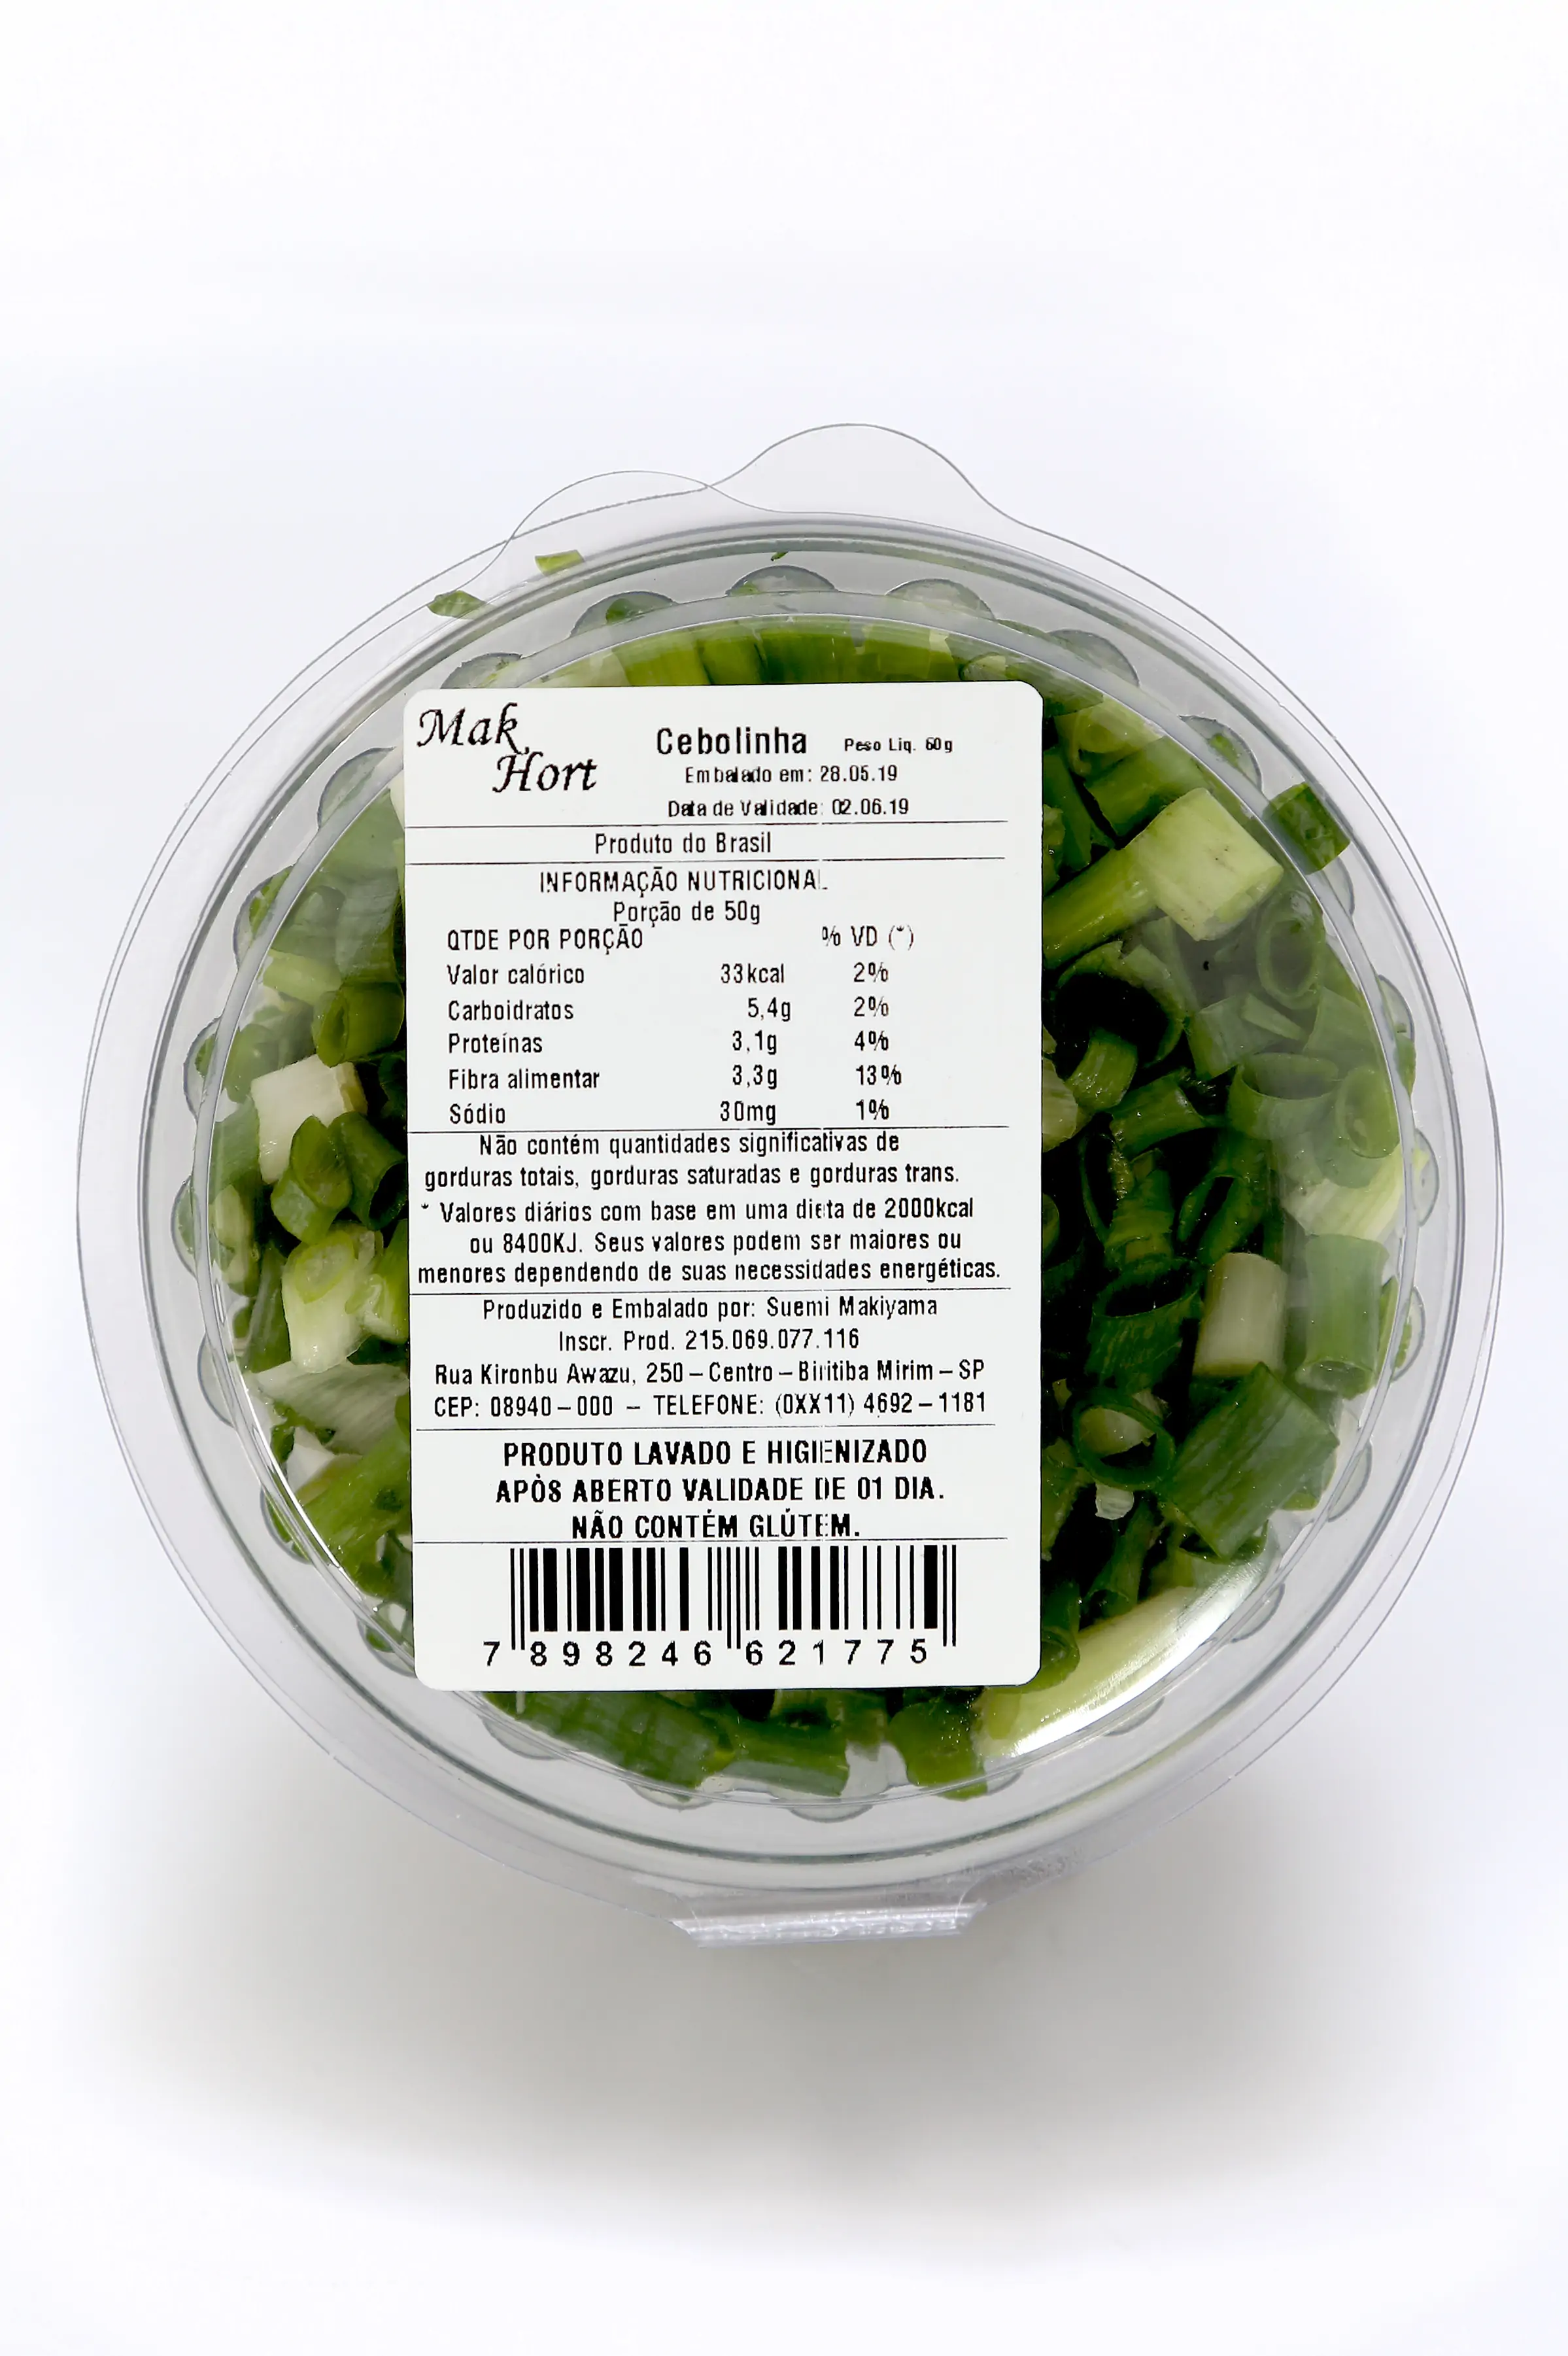 Mak Hort
Cebolinha Peso Liq. 60g
Embalado em: 28.05.19
Data de Validade: 02.06.19
Produto do Brasil
INFORMAÇÃO NUTRICIONAL
Porção de 50g
QTDE POR PORÇÃO % VD (*)
Valor calórico 33kcal 2%
Carboidratos 5,4g 2%
Proteínas 3,1g 4%
Fibra alimentar 3,3g 13%
Sódio 30mg 1%
Não contém quantidades significativas de
gorduras totais, gorduras saturadas e gorduras trans.
* Valores diários com base em uma dieta de 2000kcal
ou 8400KJ. Seus valores podem ser maiores ou
menores dependendo de suas necessidades energéticas.
Produzido e Embalado por: Suemi Makiyama
Inscr. Prod. 215.069.077.116
Rua Kironbu Awazu, 250 – Centro – Biritiba Mirim – SP
CEP: 08940 – 000 – TELEFONE: (0XX11) 4692 – 1181
PRODUTO LAVADO E HIGIENIZADO
APÒS ABERTO VALIDADE DE 01 DIA.
NÃO CONTÉM GLÚTEM.
7 898246 621775